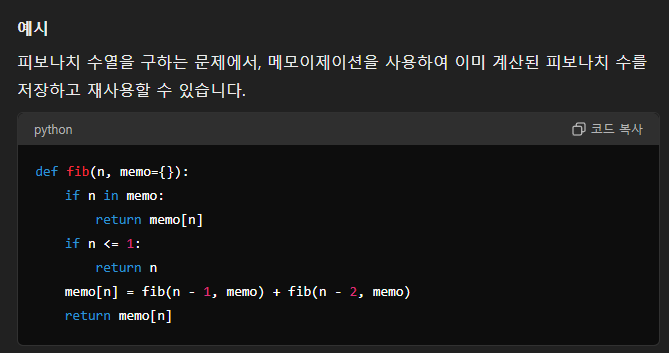 예시
피보나치 수열을 구하는 문제에서, 메모이제이션을 사용하여 이미 계산된 피보나치 수를
저장하고 재사용할 수 있습니다.
python
코드 복사
def fib(n, memo={}):
    if n in memo:
        return memo[n]
    if n <= 1:
        return n
    memo[n] = fib(n - 1, memo) + fib(n - 2, memo)
    return memo[n]